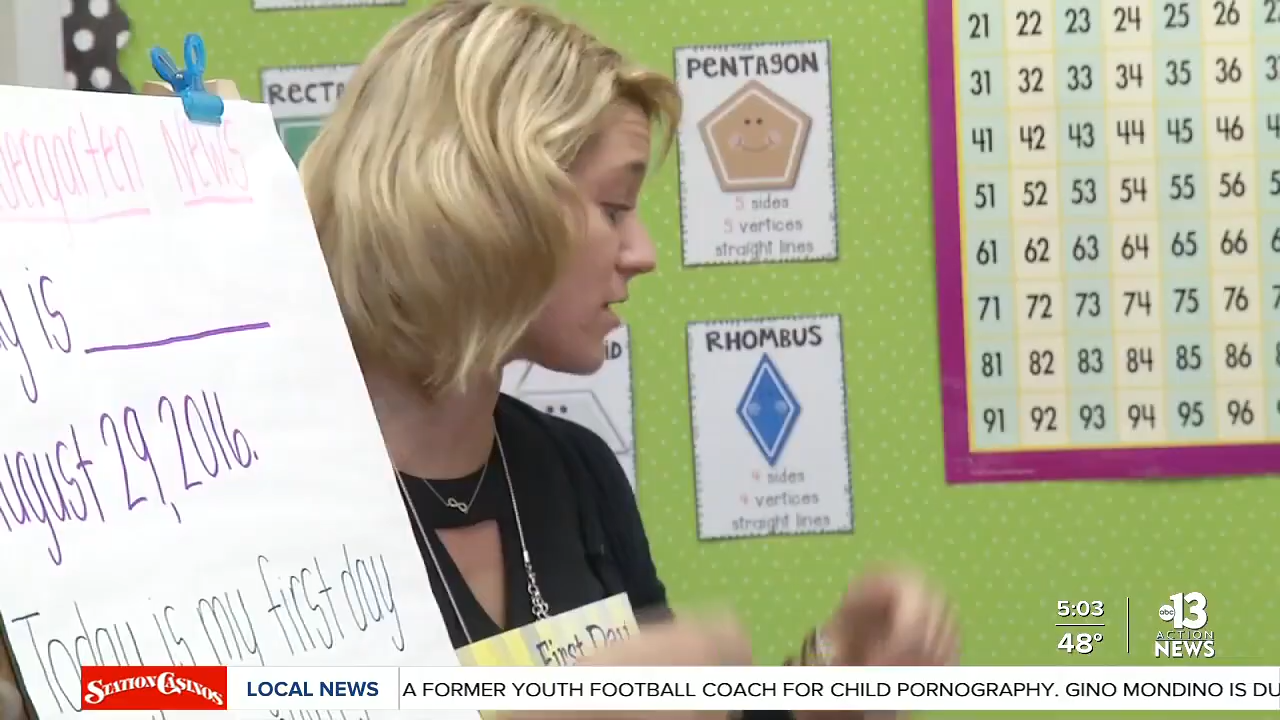 Kindergarten News
is
August 29, 2016.
Today is my first day
RECTA
PENTAGON
5 sides
5 vertices
straight lines
RHOMBUS
4 sides
4 vertices
straight lines
21 22 23 24 25 26
31 32 33 34 35 36
41 42 43 44 45 46
51 52 53 54 55 56
61 62 63 64 65 66
71 72 73 74 75 76
81 82 83 84 85 86
91 92 93 94 95 96
First Day
5:03
48°
abc 13
ACTION
NEWS
STATION CASINOS
LOCAL NEWS
A FORMER YOUTH FOOTBALL COACH FOR CHILD PORNOGRAPHY. GINO MONDINO IS DU